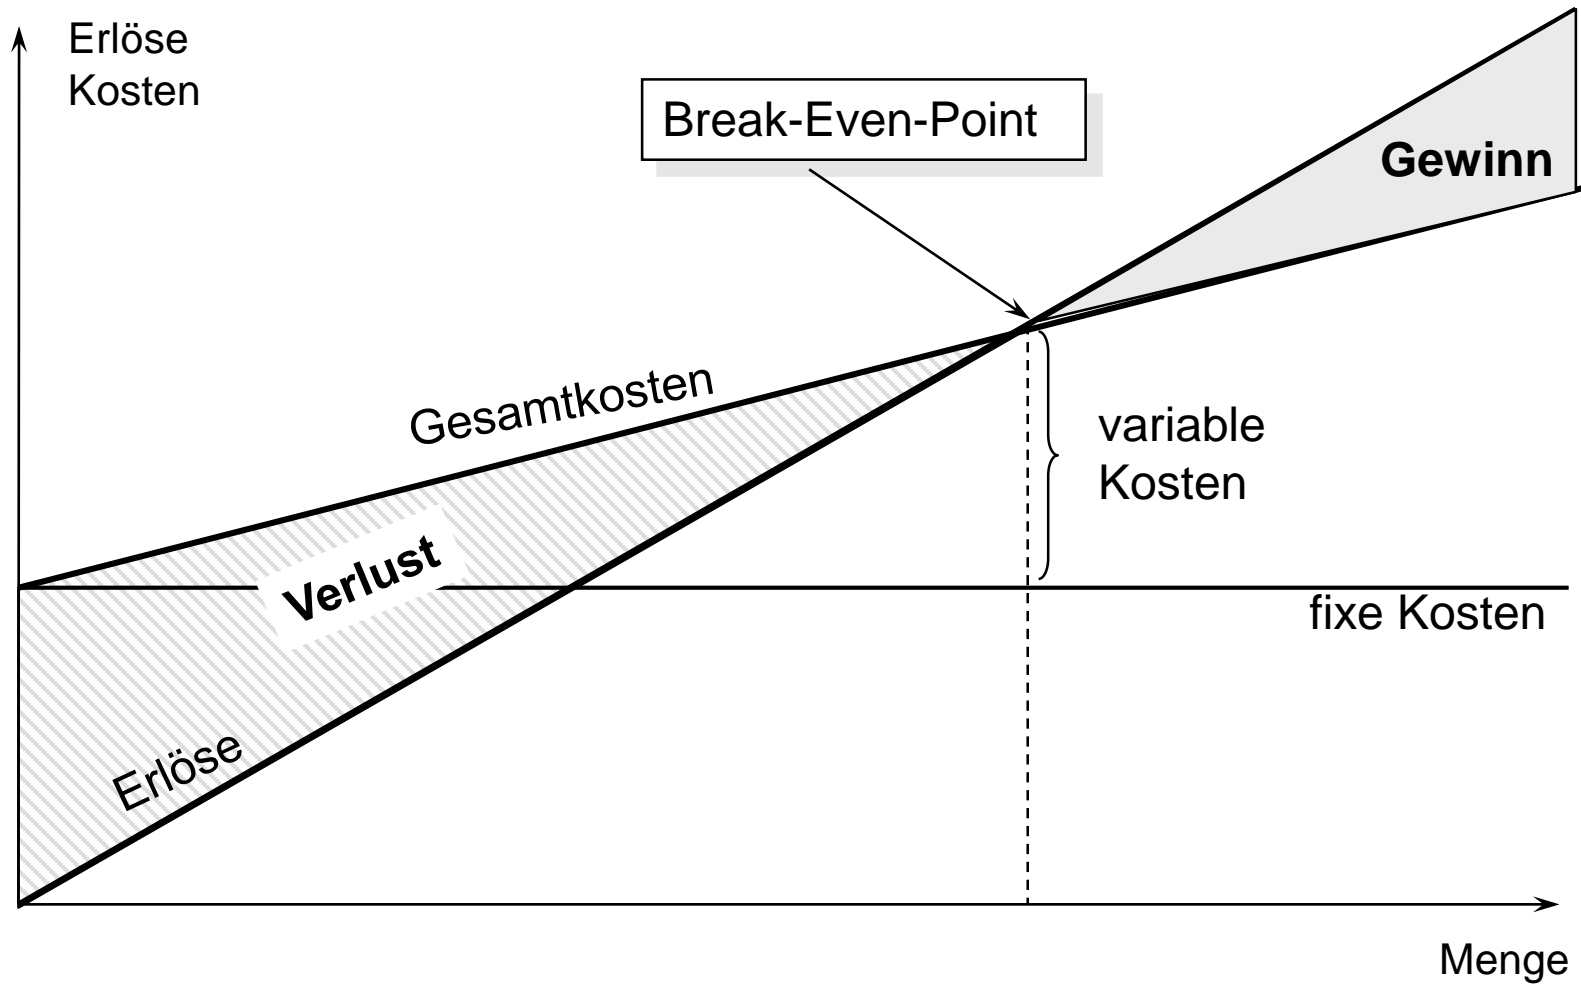 Erlöse
Kosten
Break-Even-Point
Gewinn
Gesamtkosten
variable
Kosten
Verlust
fixe Kosten
Erlöse
Menge